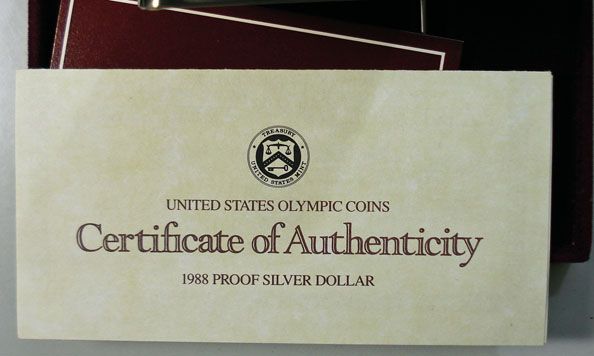 TREASURY
UNITED STATES MINT
UNITED STATES OLYMPIC COINS
Certificate of Authenticity
1988 PROOF SILVER DOLLAR